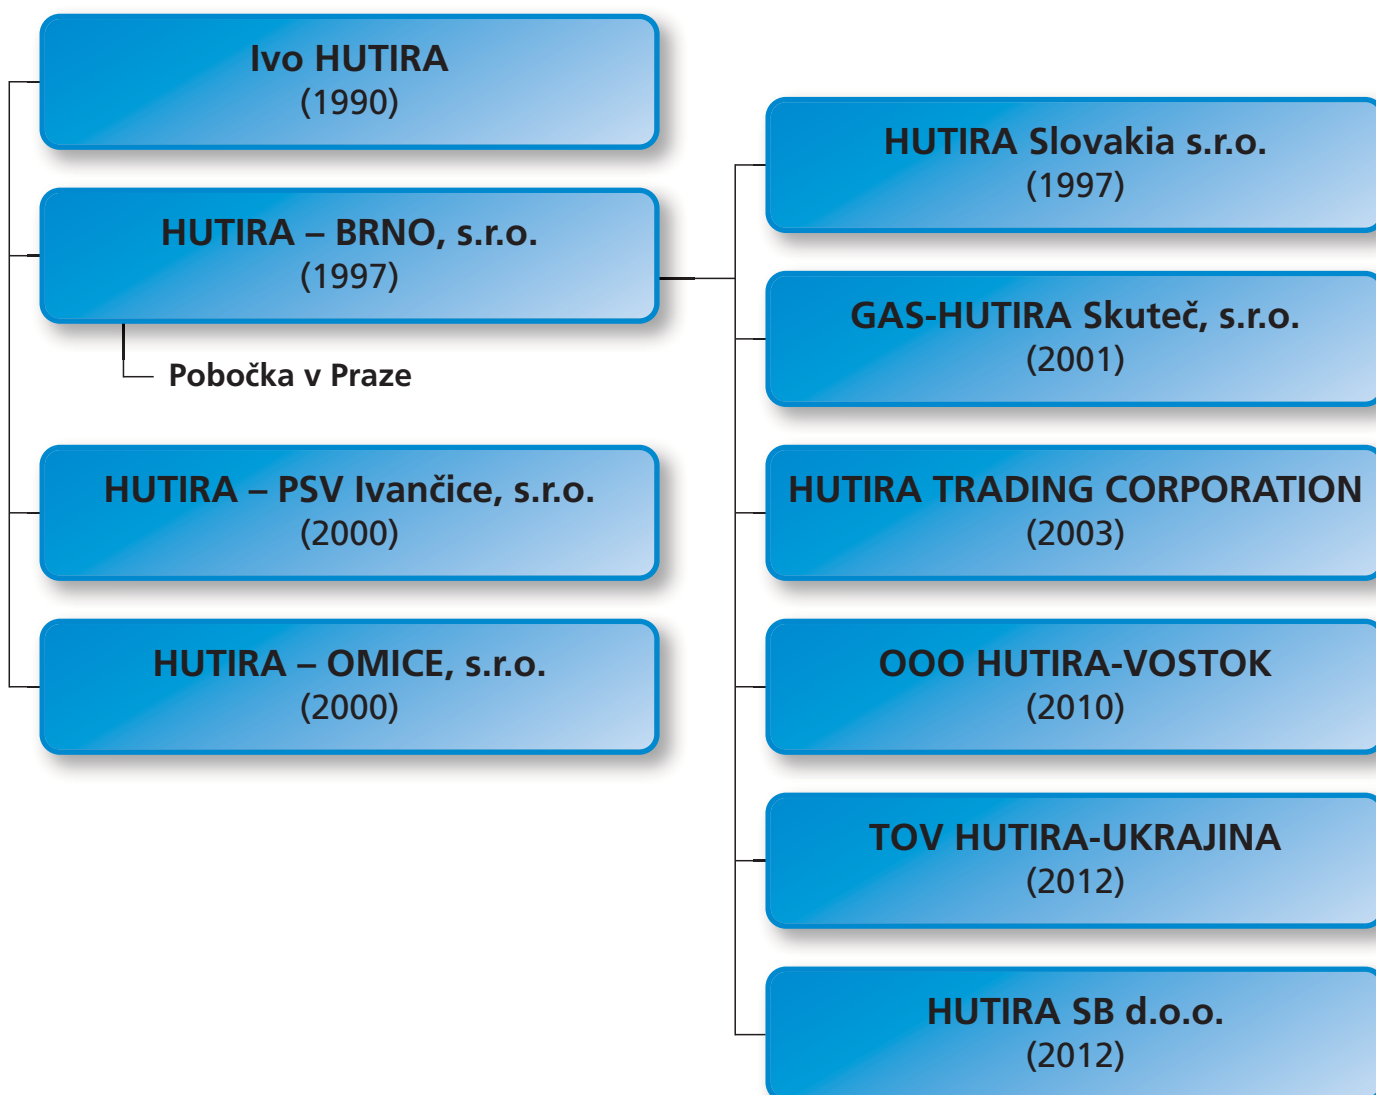 Ivo HUTIRA
(1990)
HUTIRA – BRNO, s.r.o.
(1997)
Pobočka v Praze
HUTIRA – PSV Ivančice, s.r.o.
(2000)
HUTIRA – OMICE, s.r.o.
(2000)
HUTIRA Slovakia s.r.o.
(1997)
GAS-HUTIRA Skuteč, s.r.o.
(2001)
HUTIRA TRADING CORPORATION
(2003)
OOO HUTIRA-VOSTOK
(2010)
TOV HUTIRA-UKRAJINA
(2012)
HUTIRA SB d.o.o.
(2012)